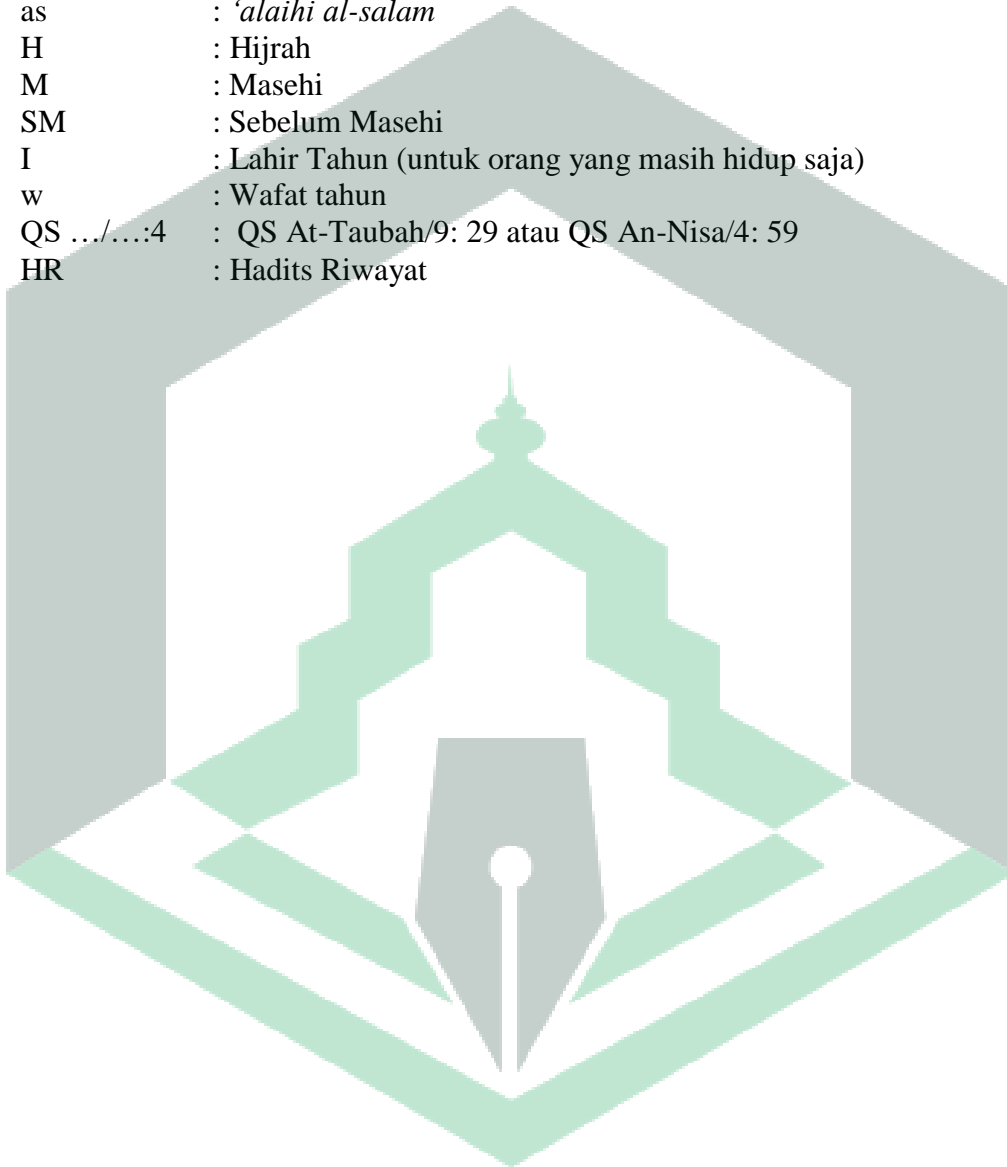 as : ‘alaihi al-salam
H : Hijrah
M : Masehi
SM : Sebelum Masehi
I : Lahir Tahun (untuk orang yang masih hidup saja)
w : Wafat tahun
QS …/…:4 : QS At-Taubah/9: 29 atau QS An-Nisa/4: 59
HR : Hadits Riwayat